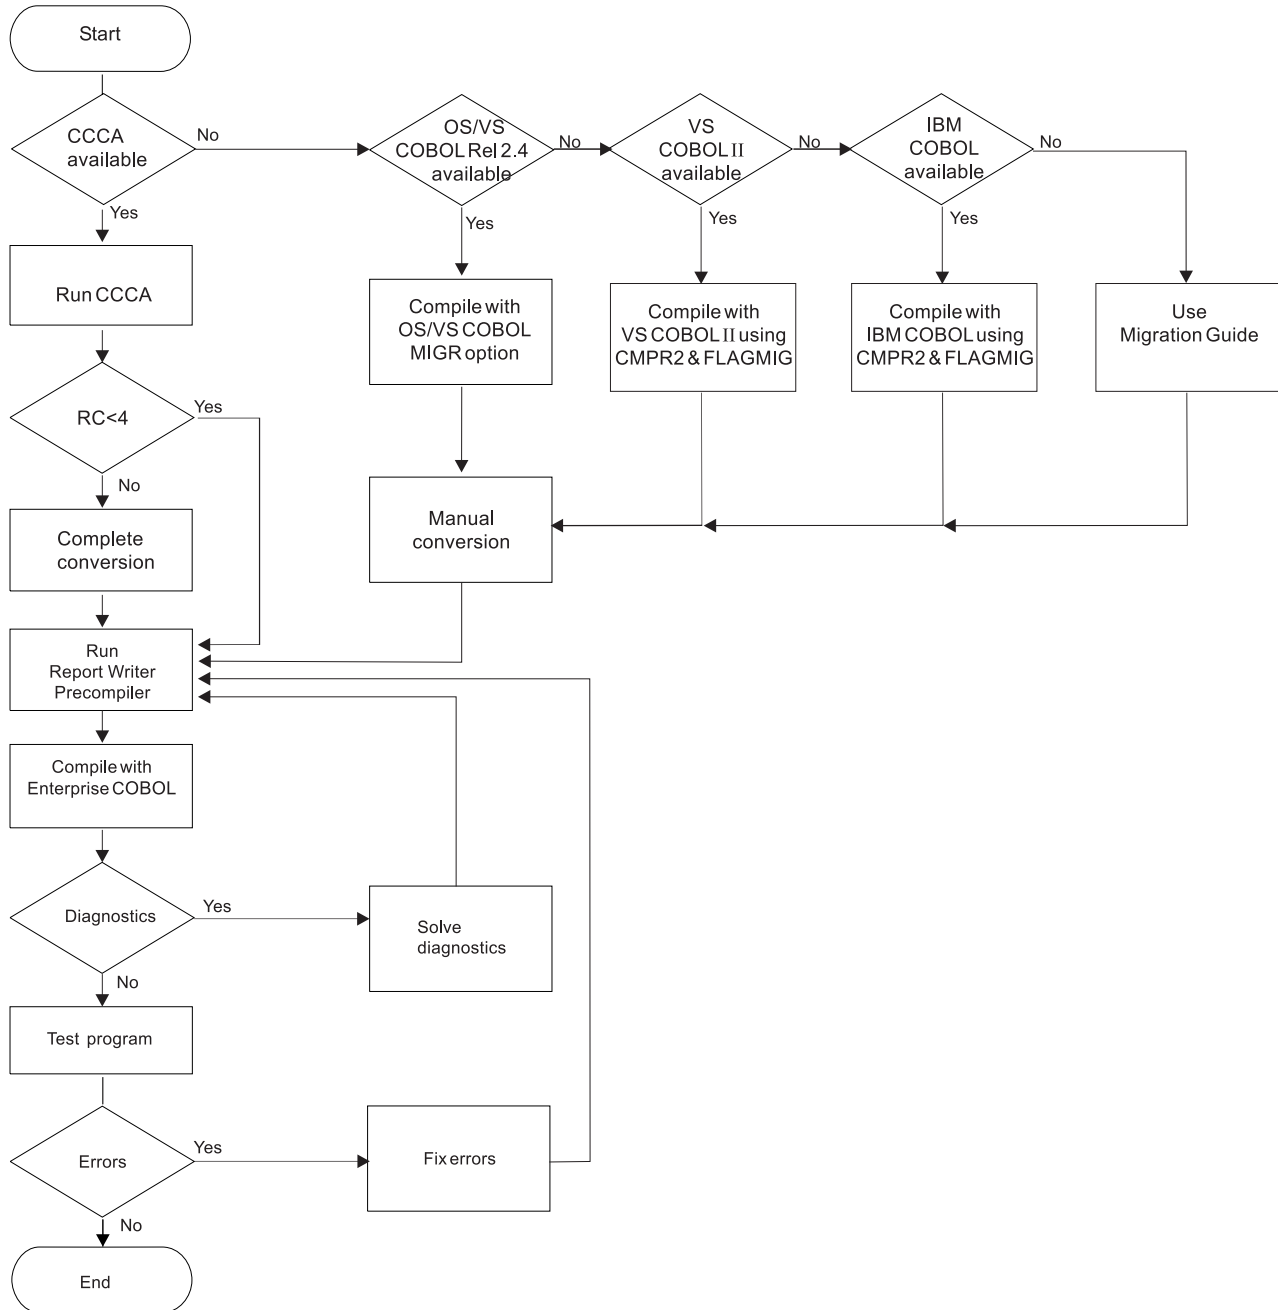 Start
CCCA
available
No
OS/VS
COBOL Rel 2.4
available
No
VS
COBOL II
available
No
IBM
COBOL
available
No
Yes
Yes
Yes
Yes
Run CCCA
Compile with
OS/VS COBOL
MIGR option
Compile with
VS COBOL II using
CMPR2 & FLAGMIG
Compile with
IBM COBOL using
CMPR2 & FLAGMIG
Use
Migration Guide
RC<4
Yes
No
Complete
conversion
Manual
conversion
Run
Report Writer
Precompiler
Compile with
Enterprise COBOL
Diagnostics
Yes
Solve
diagnostics
No
Test program
Errors
Yes
Fix errors
No
End